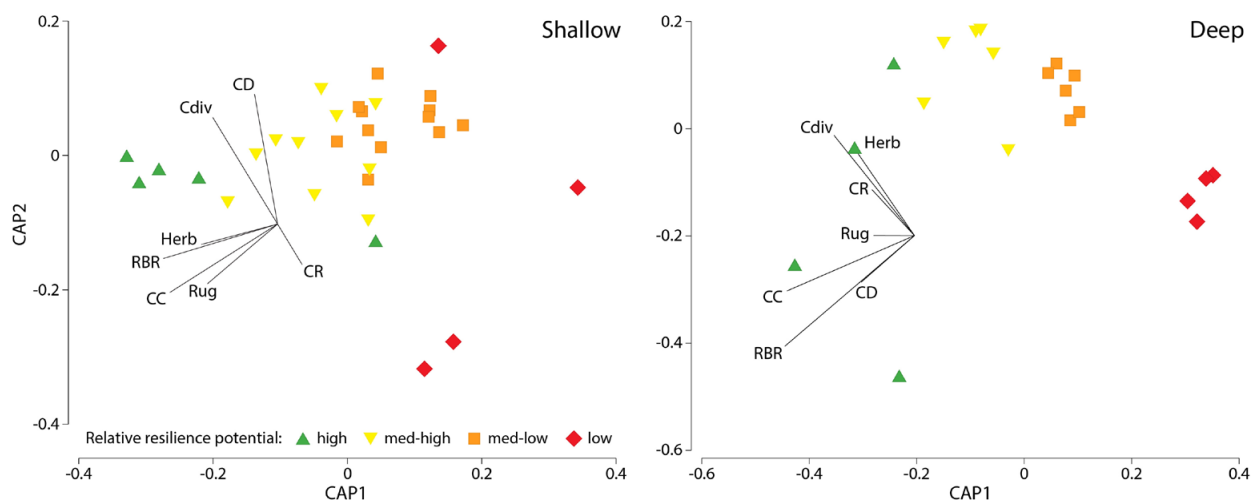 Shallow
0.2
0
-0.2
-0.4
CAP2
CD
Cdiv
Herb
RBR
CC
Rug
CR
Relative resilience potential: high med-high med-low low
-0.4 -0.2 0 0.2 0.4
CAP1
Deep
0.2
0
-0.2
-0.4
-0.6
Cdiv
Herb
CR
Rug
CC
CD
RBR
-0.6 -0.4 -0.2 0 0.2 0.4
CAP1